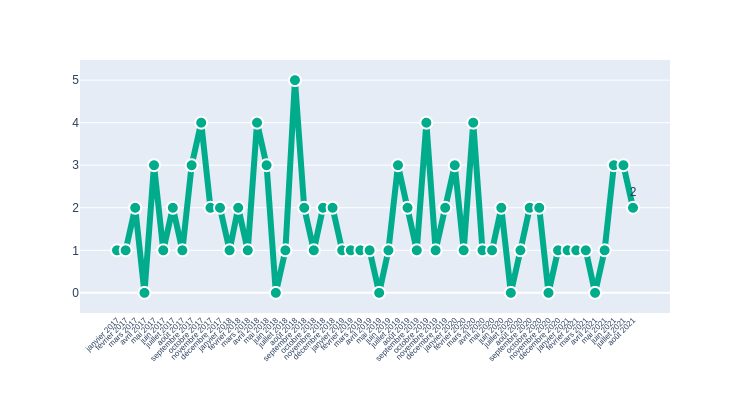 5
4
3
2
1
0
2
janvier 2017
février 2017
mars 2017
avril 2017
mai 2017
juin 2017
juillet 2017
août 2017
septembre 2017
octobre 2017
novembre 2017
décembre 2017
janvier 2018
février 2018
mars 2018
avril 2018
mai 2018
juin 2018
juillet 2018
août 2018
septembre 2018
octobre 2018
novembre 2018
décembre 2018
janvier 2019
février 2019
mars 2019
avril 2019
mai 2019
juin 2019
juillet 2019
août 2019
septembre 2019
octobre 2019
novembre 2019
décembre 2019
janvier 2020
février 2020
mars 2020
avril 2020
mai 2020
juin 2020
juillet 2020
août 2020
septembre 2020
octobre 2020
novembre 2020
décembre 2020
janvier 2021
février 2021
mars 2021
avril 2021
mai 2021
juin 2021
juillet 2021
août 2021